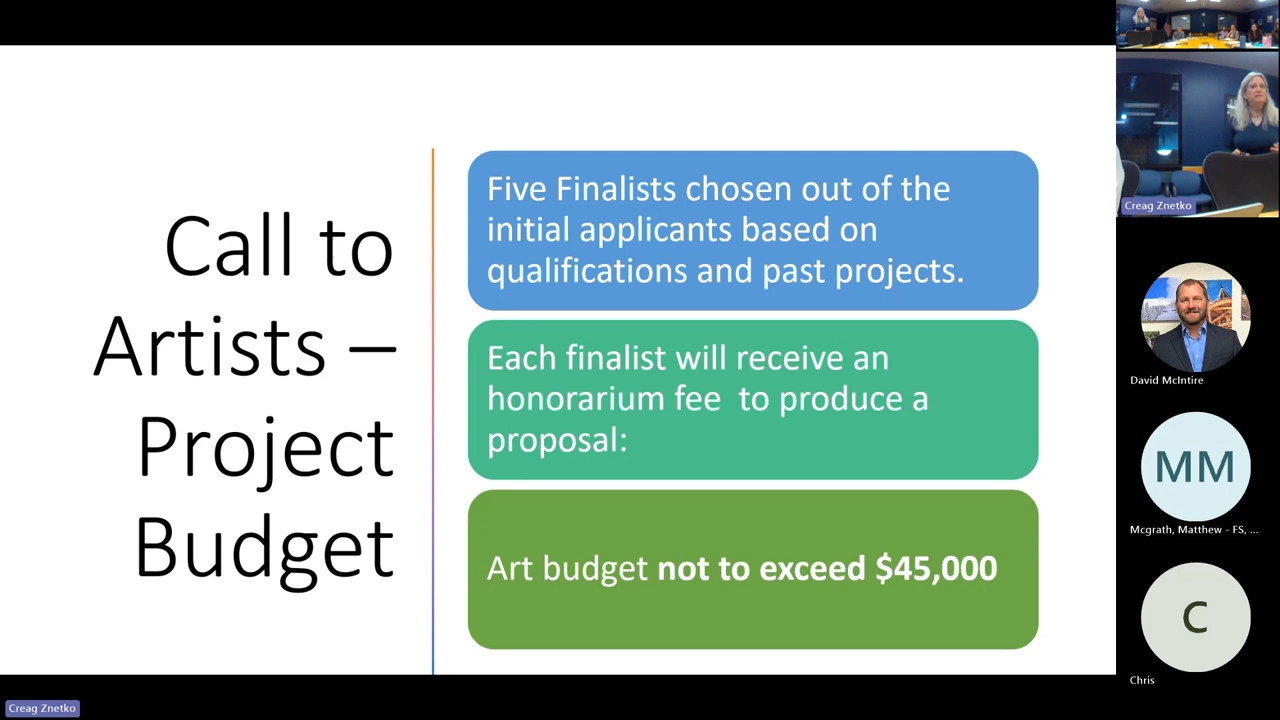 Call to
Artists –
Project
Budget
Five Finalists chosen out of the
initial applicants based on
qualifications and past projects.
Each finalist will receive an
honorarium fee  to produce a
proposal:
Art budget not to exceed $45,000
Creag Znetko
David McIntire
MM
Mcgrath, Matthew - FS, ...
C
Chris
Creag Znetko